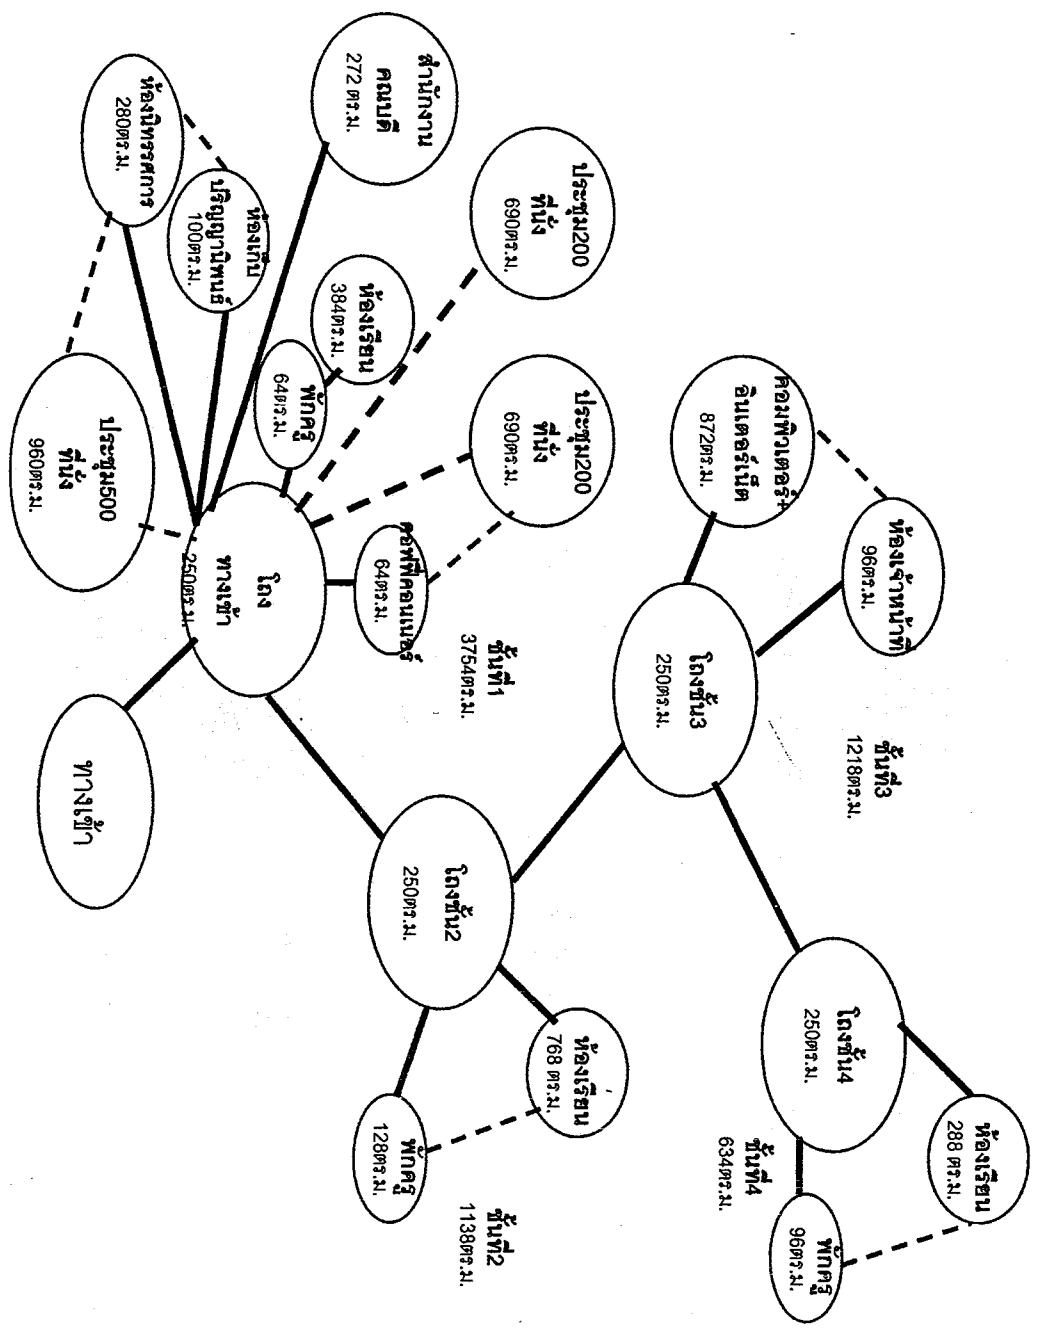 สำนักงาน
คณบดี
272 ตร.ม.
ห้องนิทรรศการ
280ตร.ม.
ห้องเก็บ
ปริญญานิพนธ์
100ตร.ม.
ประชุม200
ที่นั่ง
690ตร.ม.
ห้องเรียน
384ตร.ม.
พักครู
64ตร.ม.
ประชุม200
ที่นั่ง
690ตร.ม.
ประชุม500
ที่นั่ง
960ตร.ม.
คอฟฟี่คอนเนอร์
64ตร.ม.
โถง
ทางเข้า
250ตร.ม.
ชั้นที่1
3754ตร.ม.
ทางเข้า
คอมพิวเตอร์+
อินเตอร์เน็ต
872ตร.ม.
ห้องเจ้าหน้าที่
96ตร.ม.
โถงชั้น3
250ตร.ม.
ชั้นที่3
1218ตร.ม.
โถงชั้น2
250ตร.ม.
ห้องเรียน
768 ตร.ม.
พักครู
128ตร.ม.
ชั้นที่2
1138ตร.ม.
โถงชั้น4
250ตร.ม.
ห้องเรียน
288 ตร.ม.
พักครู
96ตร.ม.
ชั้นที่4
634ตร.ม.